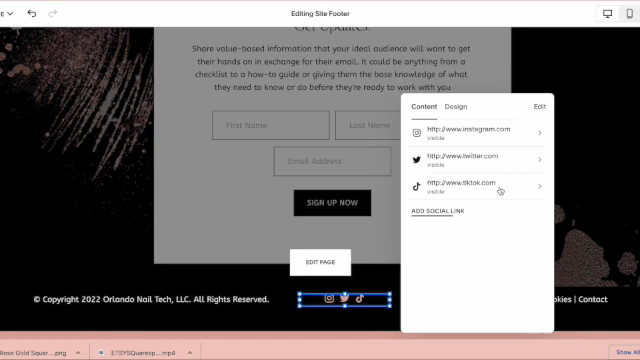 E
Editing Site Footer
Get Updates!
Share value-based information that your ideal audience will want to get
their hands on in exchange for their email. It could be anything from a
checklist to a how-to guide or giving them the base knowledge of what
they need to know or do before they're ready to work with you
First Name
Last Name
Email Address
SIGN UP NOW
EDIT PAGE
Content
Design
Edit
http://www.instagram.com
visible
http://www.twitter.com
visible
http://www.tiktok.com
visible
ADD SOCIAL LINK
© Copyright 2022 Orlando Nail Tech, LLC. All Rights Reserved.
okies | Contact
Rose Gold Squar....png
ETSYSQuaresp....mp4
Show All